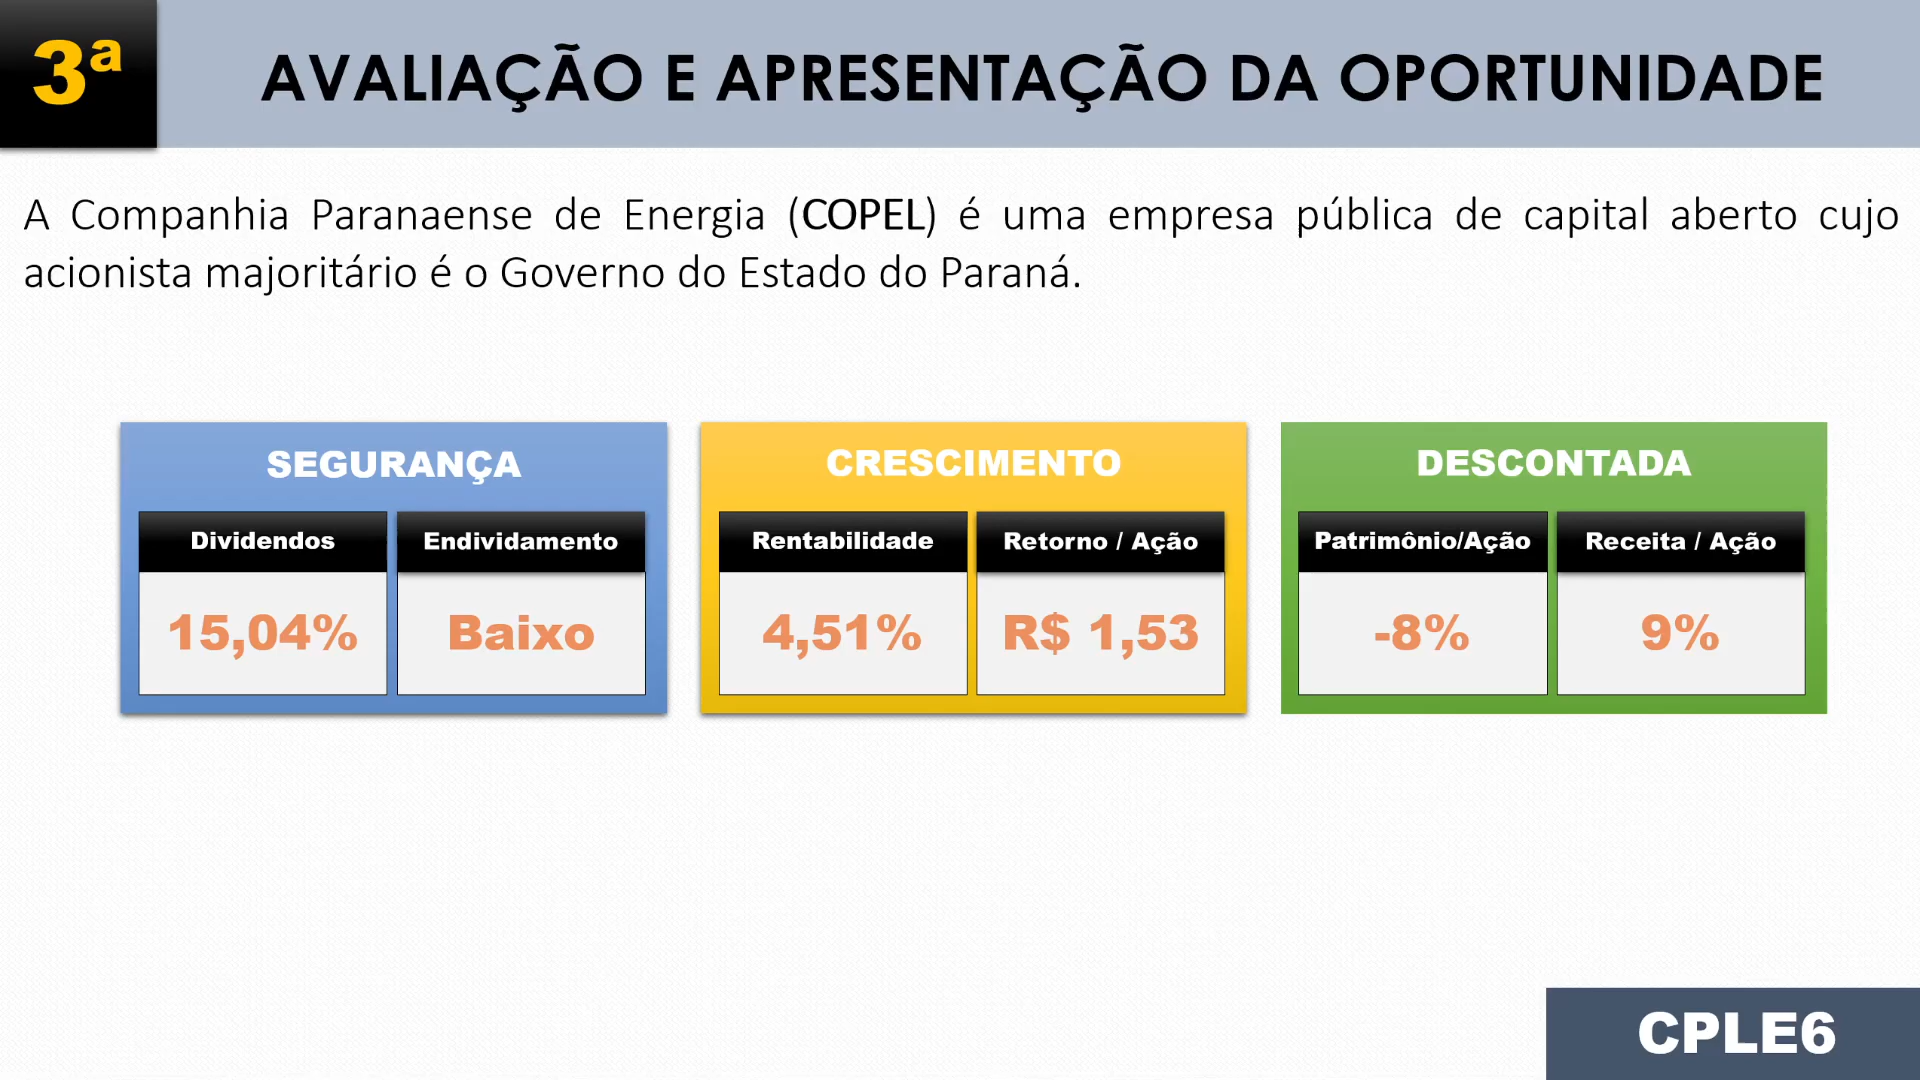 3ª
AVALIAÇÃO E APRESENTAÇÃO DA OPORTUNIDADE
A Companhia Paranaense de Energia (COPEL) é uma empresa pública de capital aberto cujo
acionista majoritário é o Governo do Estado do Paraná.
SEGURANÇA
Dividendos
15,04%
Endividamento
Baixo
CRESCIMENTO
Rentabilidade
4,51%
Retorno / Ação
R$ 1,53
DESCONTADA
Patrimônio/Ação
-8%
Receita / Ação
9%
CPLE6